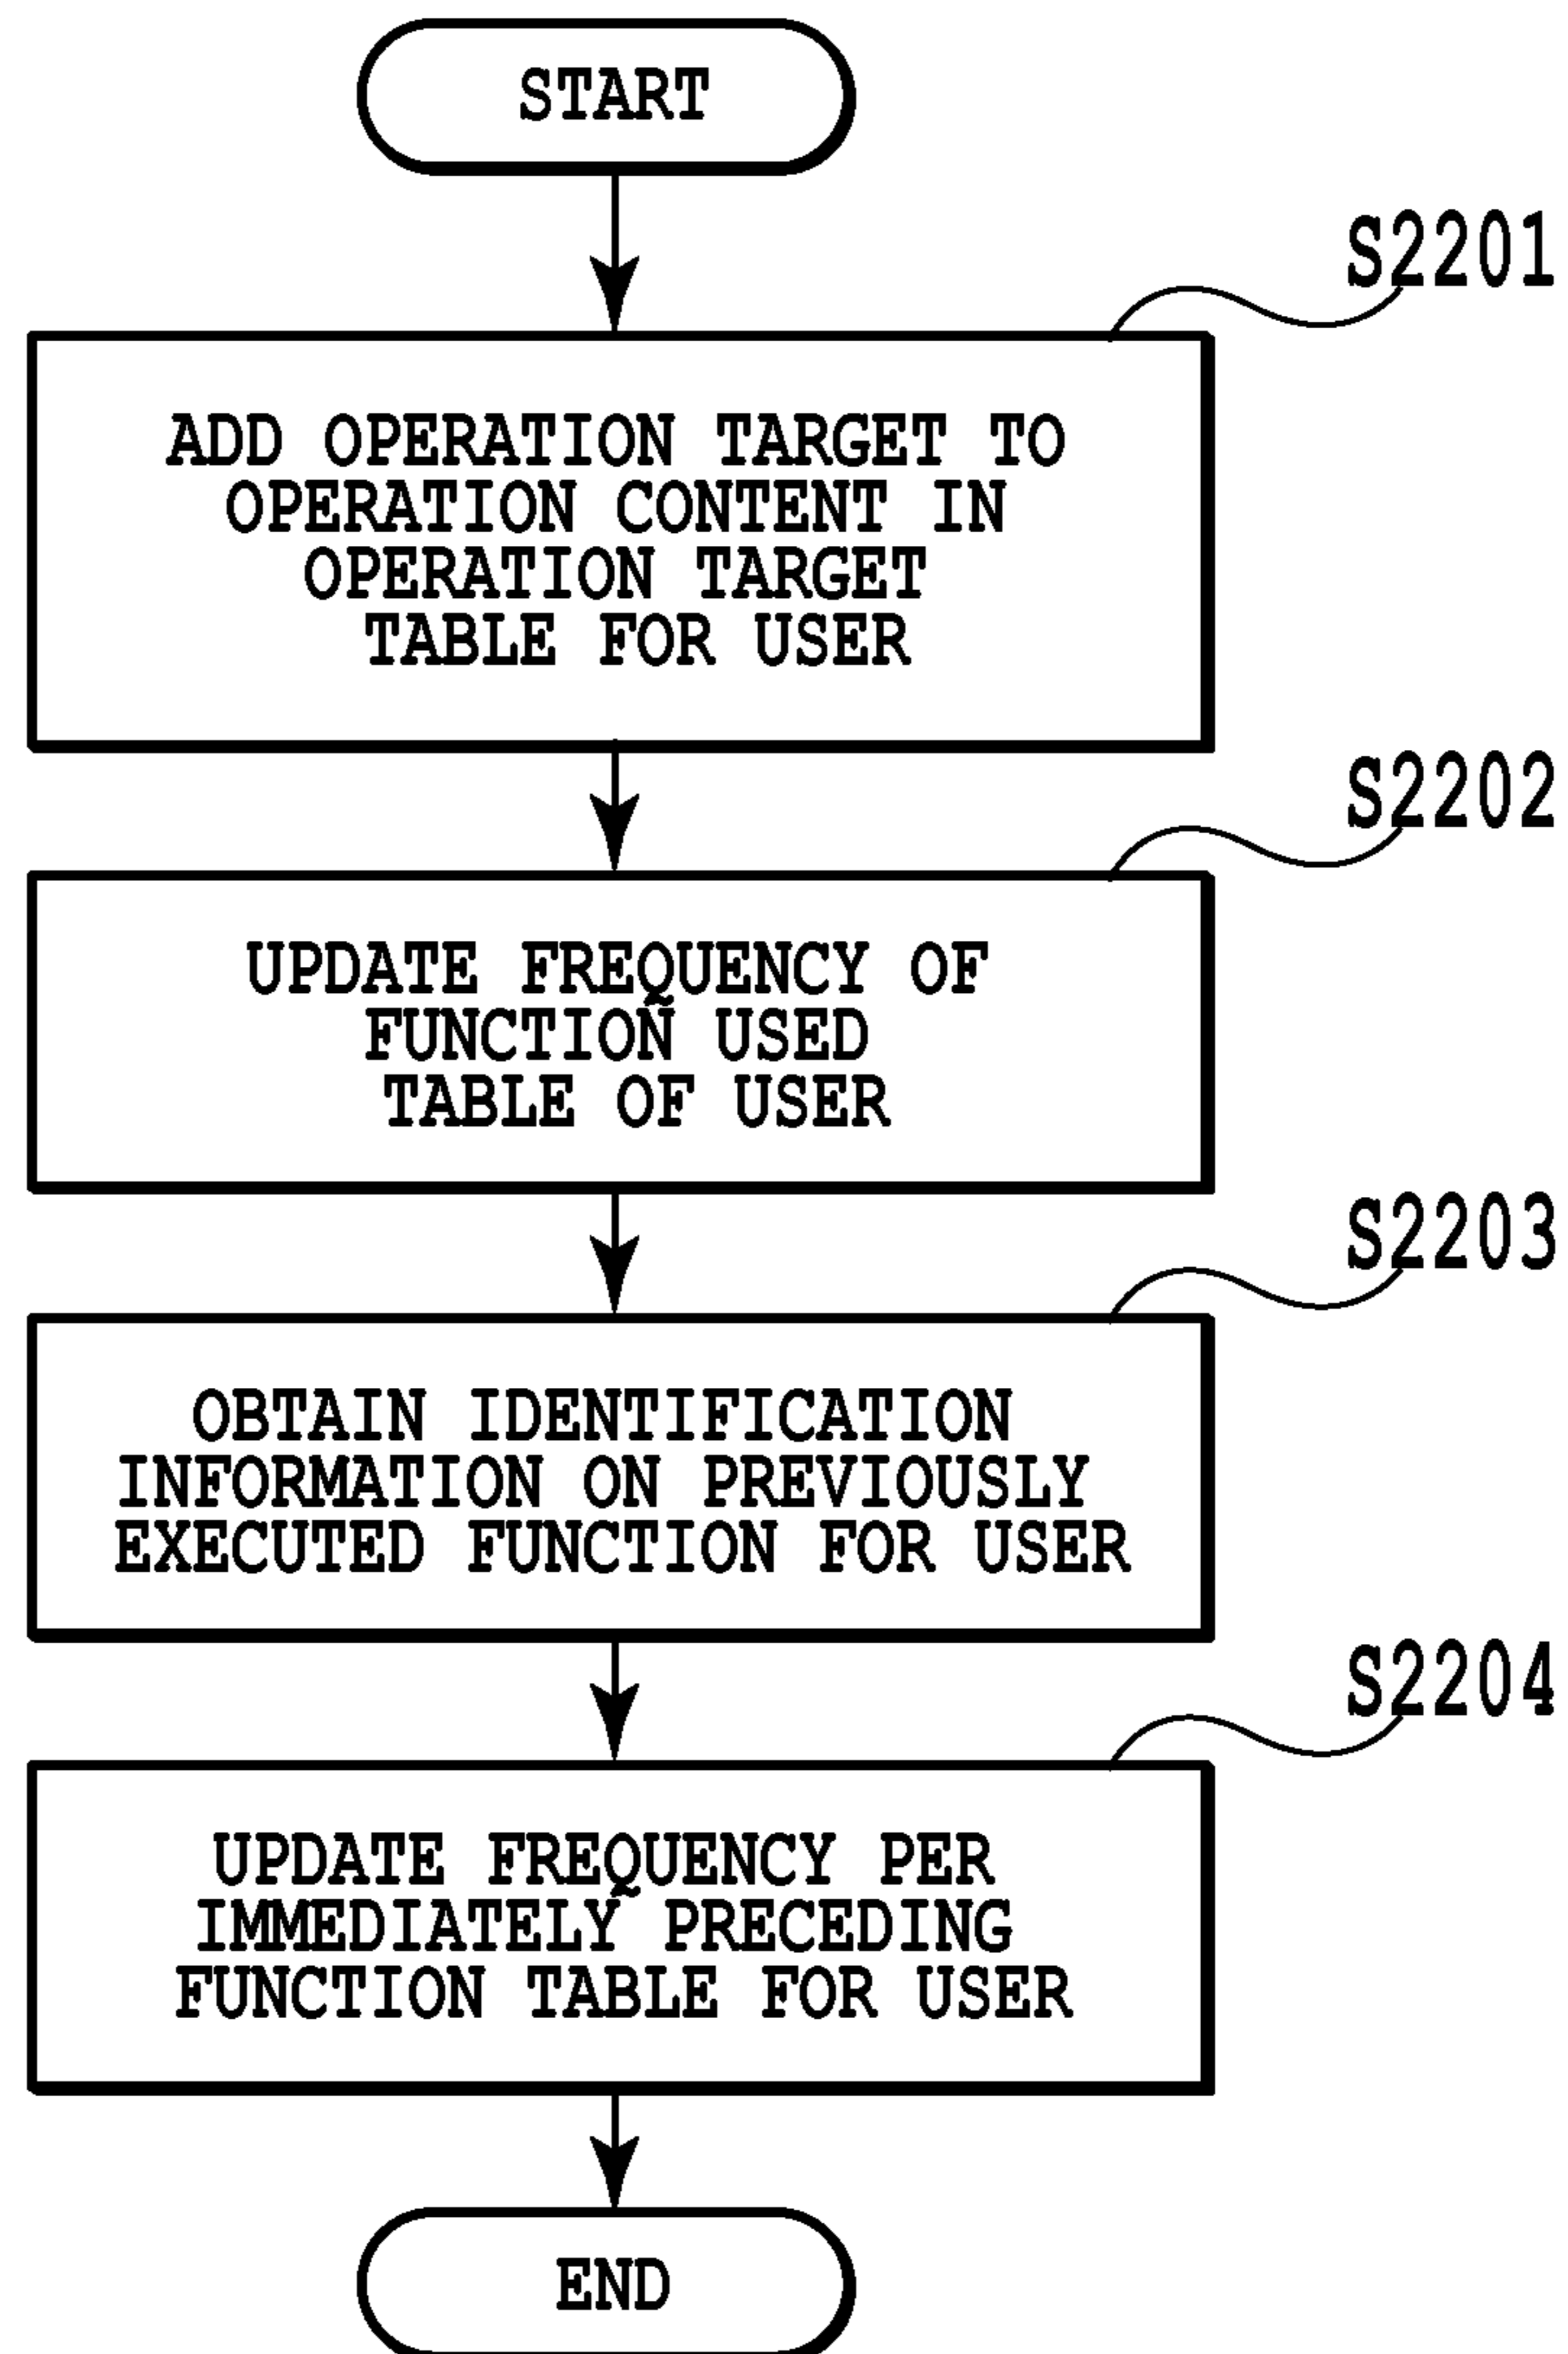 START
S2201
ADD OPERATION TARGET TO
OPERATION CONTENT IN
OPERATION TARGET
TABLE FOR USER
S2202
UPDATE FREQUENCY OF
FUNCTION USED
TABLE OF USER
S2203
OBTAIN IDENTIFICATION
INFORMATION ON PREVIOUSLY
EXECUTED FUNCTION FOR USER
S2204
UPDATE FREQUENCY PER
IMMEDIATELY PRECEDING
FUNCTION TABLE FOR USER
END